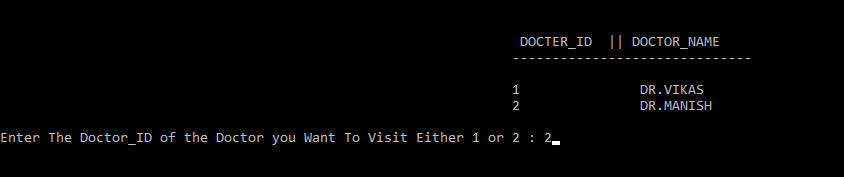 DOCTER_ID || DOCTOR_NAME
------------------------------
1 DR.VIKAS
2 DR.MANISH
Enter The Doctor_ID of the Doctor you Want To Visit Either 1 or 2 : 2